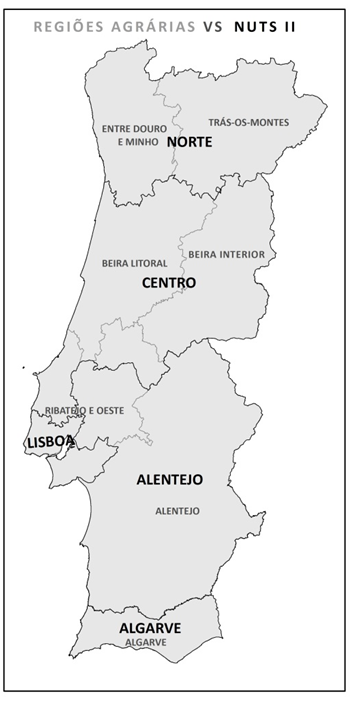 REGIÕES AGRÁRIAS VS NUTS II
TRÁS-OS-MONTES
ENTRE DOURO
E MINHO
NORTE
BEIRA INTERIOR
BEIRA LITORAL
CENTRO
RIBATEJO E OESTE
LISBOA
ALENTEJO
ALENTEJO
ALGARVE
ALGARVE